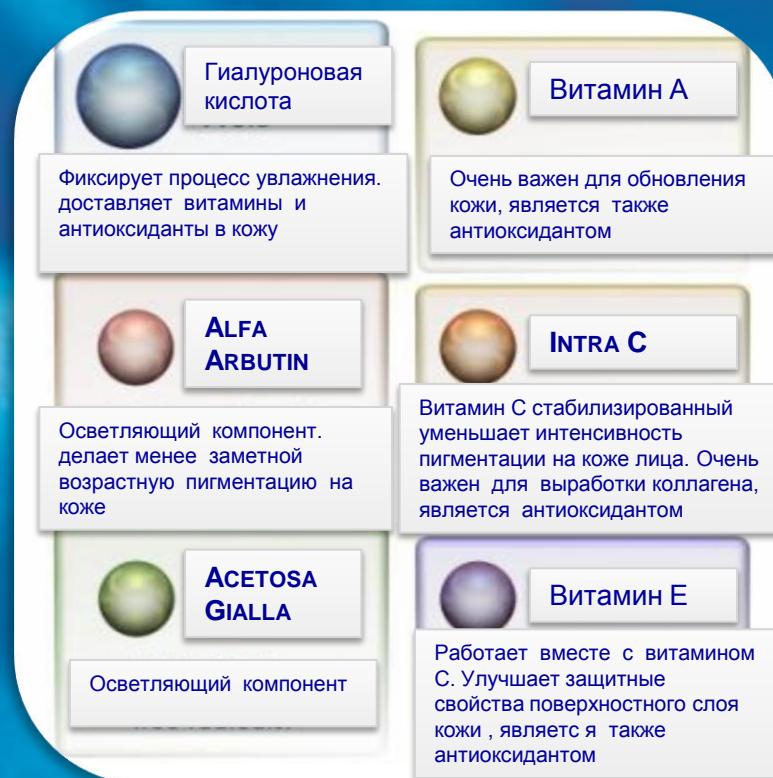 Гиалуроновая
кислота
Фиксирует процесс увлажнения.
доставляет витамины и
антиоксиданты в кожу
Витамин А
Очень важен для обновления
кожи, является также
антиоксидантом
ALFA
ARBUTIN
Осветляющий компонент.
делает менее заметной
возрастную пигментацию на
коже
INTRA C
Витамин С стабилизированный
уменьшает интенсивность
пигментации на коже лица. Очень
важен для выработки коллагена,
является антиоксидантом
ACETOSA
GIALLA
Осветляющий компонент
Витамин Е
Работает вместе с витамином
С. Улучшает защитные
свойства поверхностного слоя
кожи , являетс я также
антиоксидантом